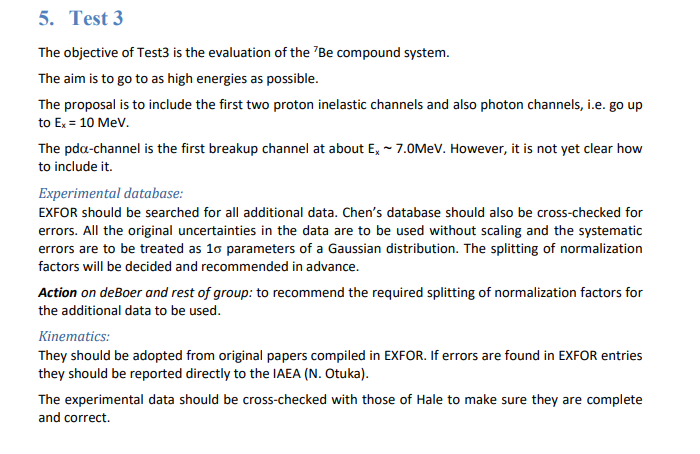 5. Test 3
The objective of Test3 is the evaluation of the ⁷Be compound system.
The aim is to go to as high energies as possible.
The proposal is to include the first two proton inelastic channels and also photon channels, i.e. go up
to Eₓ = 10 MeV.
The pdα-channel is the first breakup channel at about Eₓ ~ 7.0MeV. However, it is not yet clear how
to include it.
Experimental database:
EXFOR should be searched for all additional data. Chen's database should also be cross-checked for
errors. All the original uncertainties in the data are to be used without scaling and the systematic
errors are to be treated as 1σ parameters of a Gaussian distribution. The splitting of normalization
factors will be decided and recommended in advance.
Action on deBoer and rest of group: to recommend the required splitting of normalization factors for
the additional data to be used.
Kinematics:
They should be adopted from original papers compiled in EXFOR. If errors are found in EXFOR entries
they should be reported directly to the IAEA (N. Otuka).
The experimental data should be cross-checked with those of Hale to make sure they are complete
and correct.